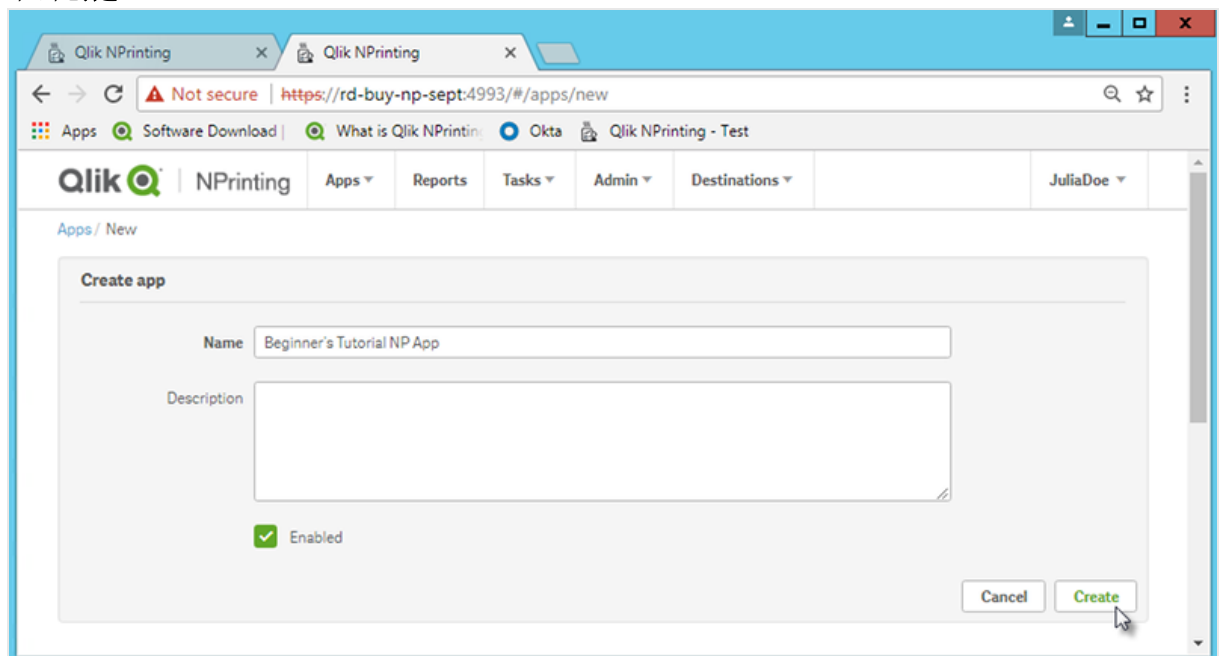 Qlik NPrinting
Qlik NPrinting
Not secure | https://rd-buy-np-sept:4993/#/apps/new
Apps
Software Download |
What is Qlik NPrinting
Okta
Qlik NPrinting - Test
Qlik NPrinting
Apps
Reports
Tasks
Admin
Destinations
JuliaDoe
Apps / New
Create app
Name
Beginner's Tutorial NP App
Description
Enabled
Cancel
Create